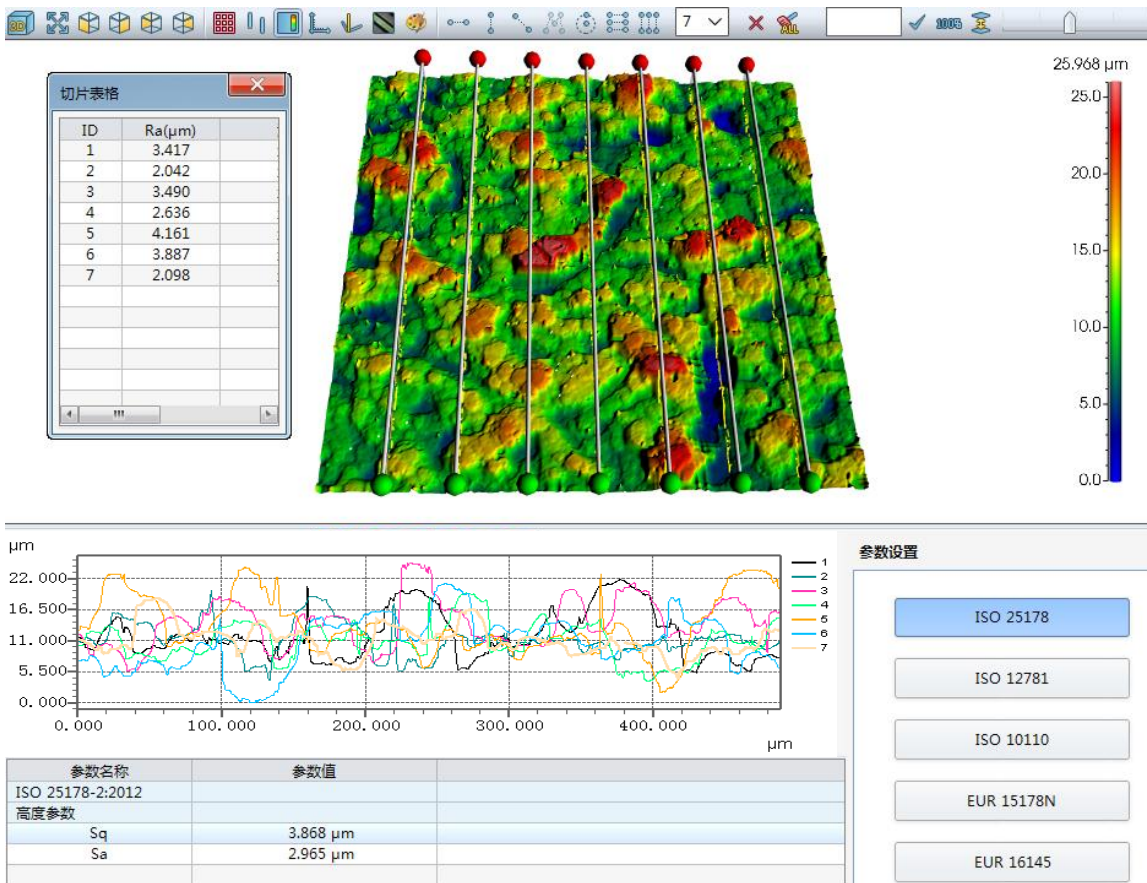 3D
7
ALL
100%
切片表格
ID Ra(μm)
1 3.417
2 2.042
3 3.490
4 2.636
5 4.161
6 3.887
7 2.098
25.968 μm
25.0
20.0
15.0
10.0
5.0
0.0
μm
22.000
16.500
11.000
5.500
0.000
0.000 100.000 200.000 300.000 400.000
μm
1
2
3
4
5
6
7
参数名称 参数值
ISO 25178-2:2012
高度参数
Sq 3.868 μm
Sa 2.965 μm
参数设置
ISO 25178
ISO 12781
ISO 10110
EUR 15178N
EUR 16145